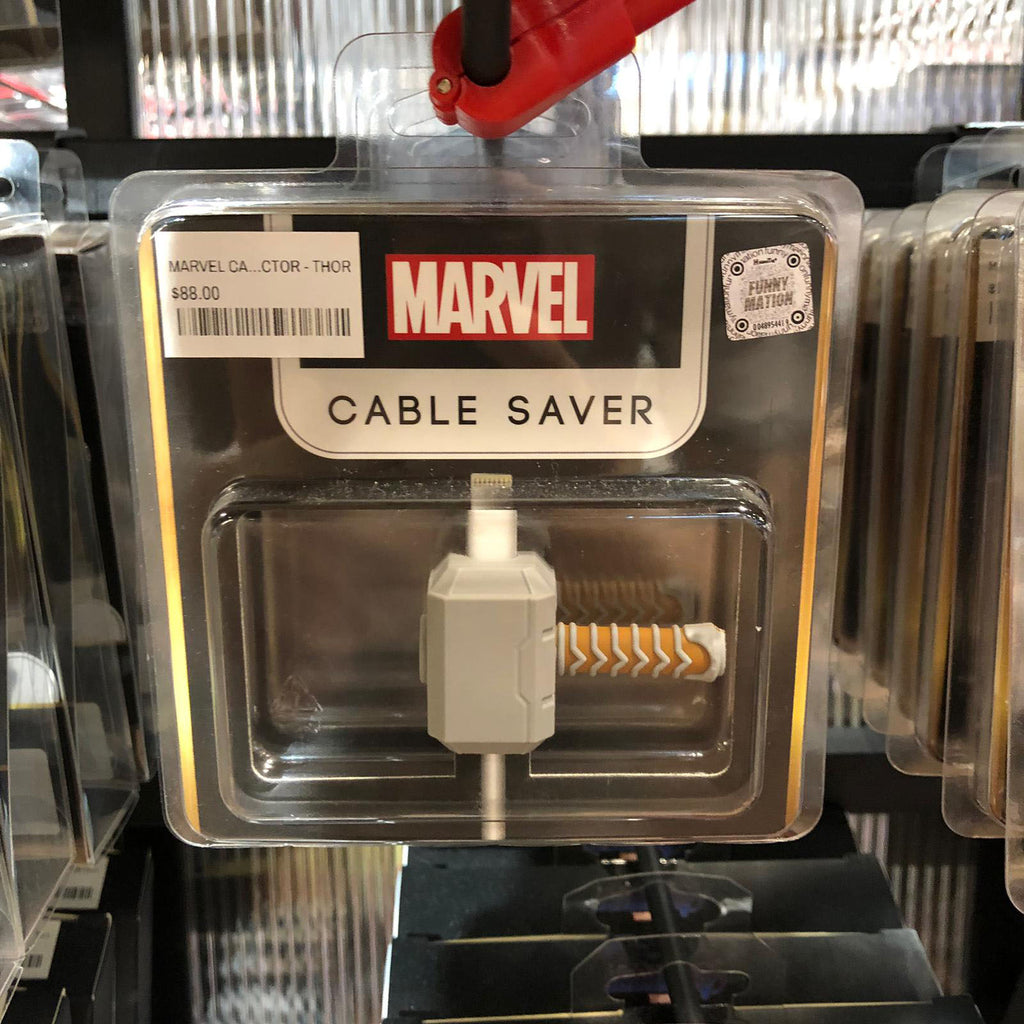 MARVEL CA...CTOR - THOR
$88.00
MARVEL
FUNNY
MATION
CABLE SAVER